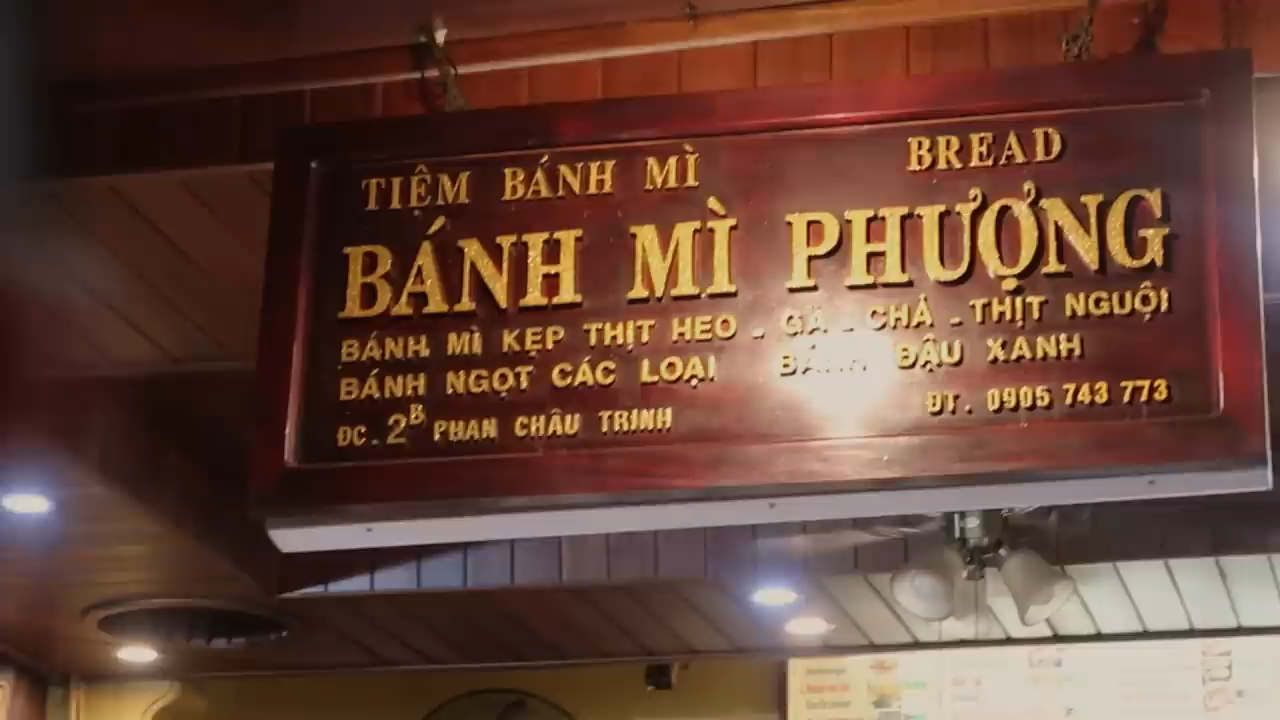 TIỆM BÁNH MÌ BREAD
BÁNH MÌ PHƯỢNG
BÁNH MÌ KẸP THỊT HEO - GÀ - CHẢ - THỊT NGUỘI
BÁNH NGỌT CÁC LOẠI BÁNH ĐẬU XANH
ĐC. 2B PHAN CHÂU TRINH ĐT. 0905 743 773